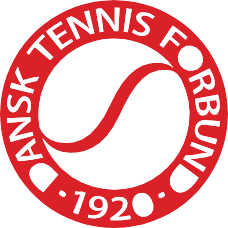 DANSK TENNIS FORBUND
· 1920 ·